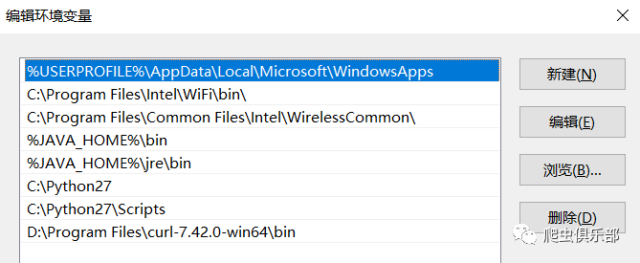 编辑环境变量
%USERPROFILE%\AppData\Local\Microsoft\WindowsApps
C:\Program Files\Intel\WiFi\bin\
C:\Program Files\Common Files\Intel\WirelessCommon\
%JAVA_HOME%\bin
%JAVA_HOME%\jre\bin
C:\Python27
C:\Python27\Scripts
D:\Program Files\curl-7.42.0-win64\bin
新建(N)
编辑(E)
浏览(B)...
删除(D)
爬虫俱乐部